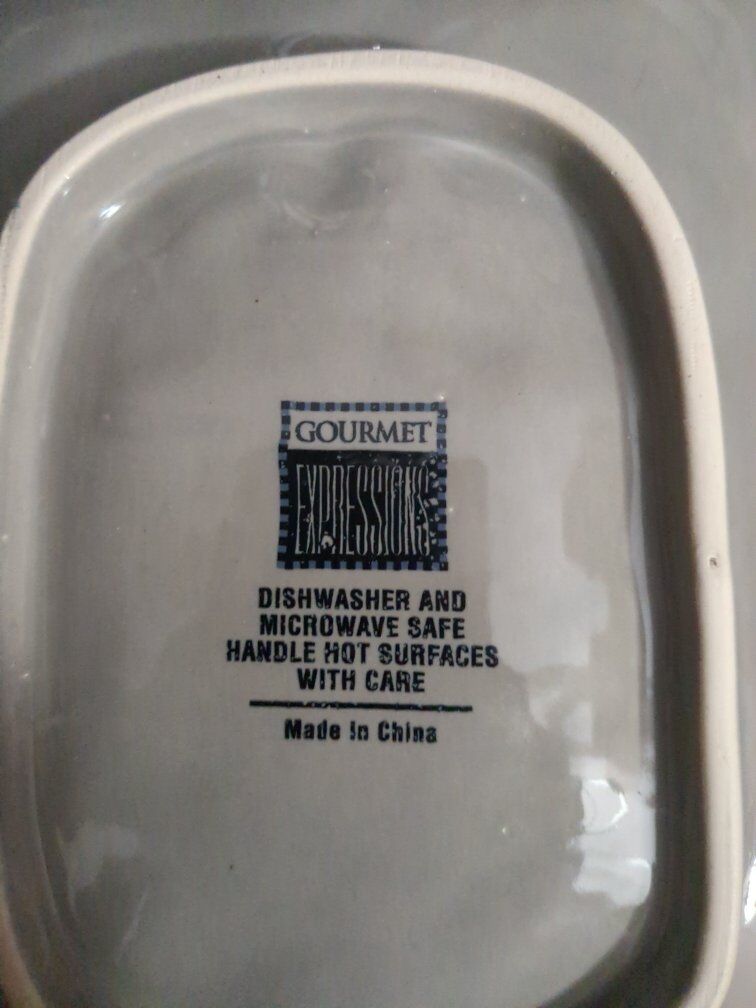 GOURMET
EXPRESSIONS
DISHWASHER AND
MICROWAVE SAFE
HANDLE HOT SURFACES
WITH CARE
Made in China